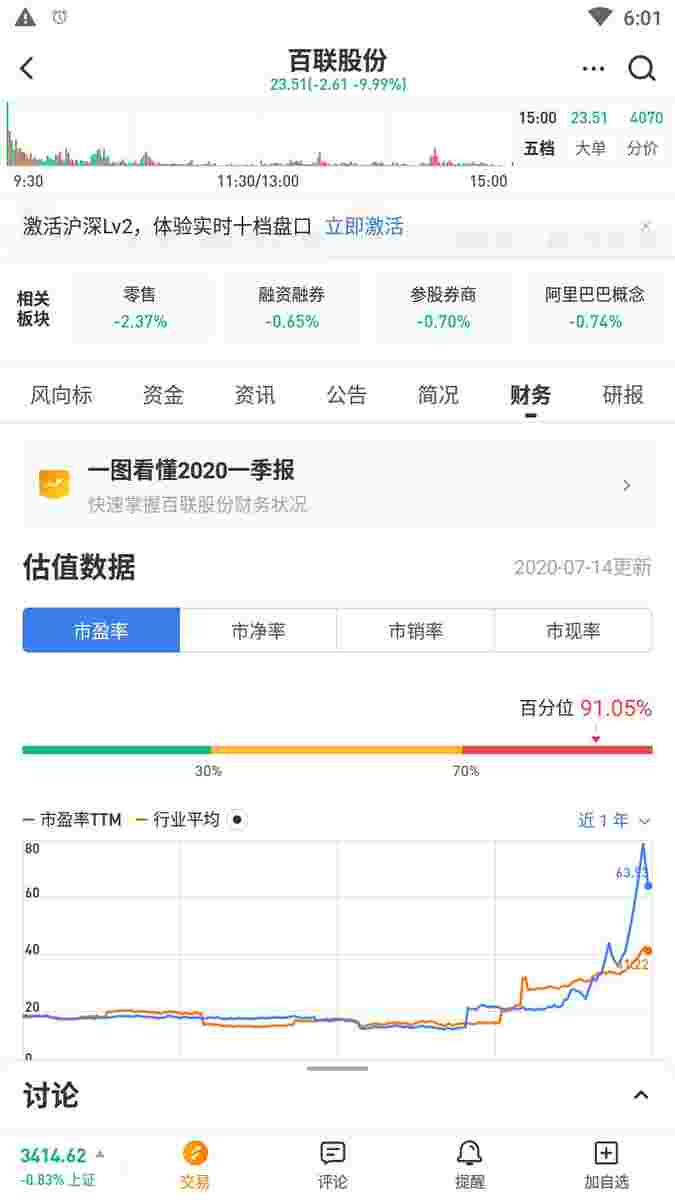 6:01
百联股份
23.51(-2.61 -9.99%)
15:00 23.51 4070
五档 大单 分价
9:30 11:30/13:00 15:00
激活沪深Lv2，体验实时十档盘口 立即激活 ×
相关板块
零售 融资融券 参股券商 阿里巴巴概念
-2.37% -0.65% -0.70% -0.74%
风向标 资金 资讯 公告 简况 财务 研报
一图看懂2020一季报
快速掌握百联股份财务状况
估值数据 2020-07-14更新
市盈率 市净率 市销率 市现率
百分位 91.05%
30% 70%
市盈率TTM 行业平均 近1年
80
63.93
60
40
41.22
20
0
讨论
3414.62
-0.83% 上证
交易 评论 提醒 加自选